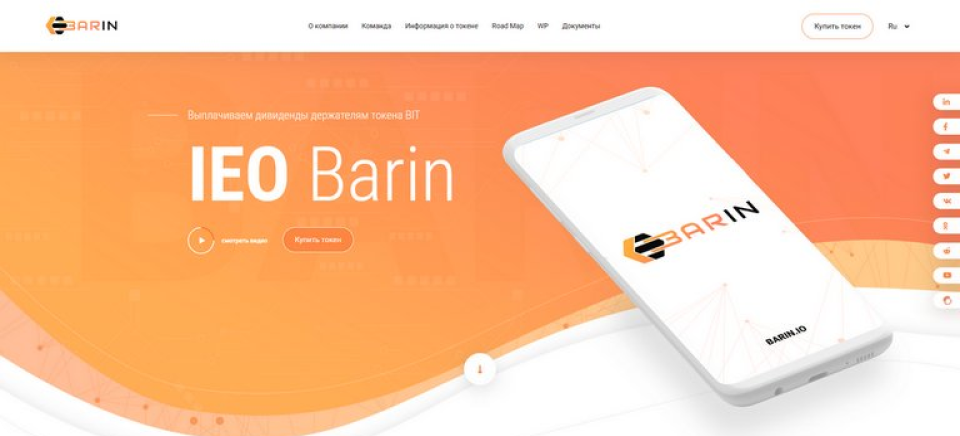 BARIN
О компании Команда Информация о токене Road Map WP Документы
Купить токен
Ru
Выплачиваем дивиденды держателям токена BIT
IEO Barin
смотреть видео
Купить токен
BARIN
BARIN.IO